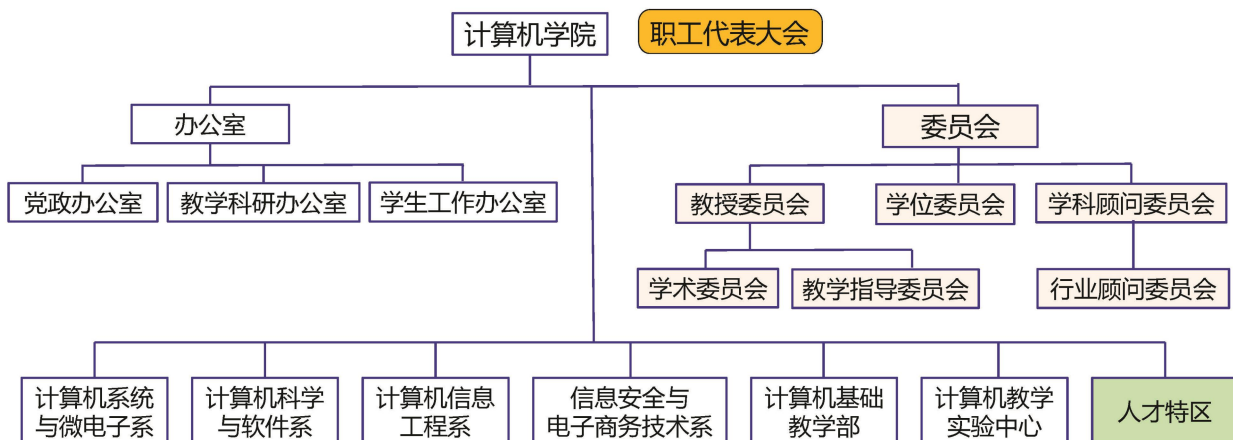 计算机学院
职工代表大会
办公室
委员会
党政办公室
教学科研办公室
学生工作办公室
教授委员会
学位委员会
学科顾问委员会
学术委员会
教学指导委员会
行业顾问委员会
计算机系统
与微电子系
计算机科学
与软件系
计算机信息
工程系
信息安全与
电子商务技术系
计算机基础
教学部
计算机教学
实验中心
人才特区